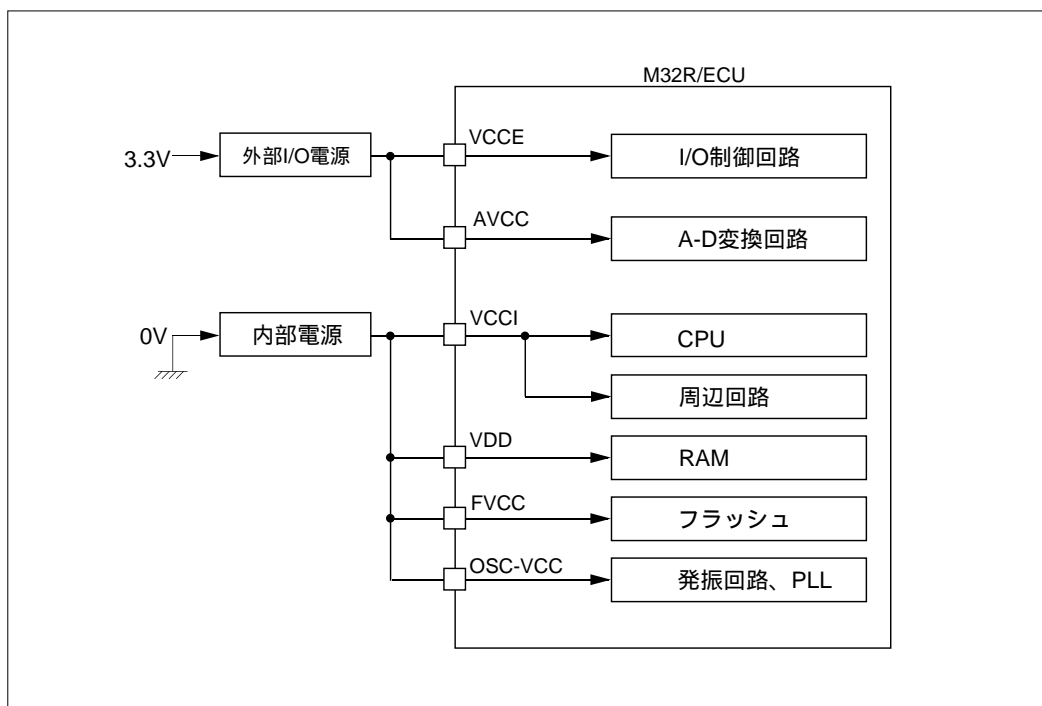 M32R/ECU
3.3V
外部I/O電源
VCCE
I/O制御回路
AVCC
A-D変換回路
0V
内部電源
VCCI
CPU
周辺回路
VDD
RAM
FVCC
フラッシュ
OSC-VCC
発振回路、PLL